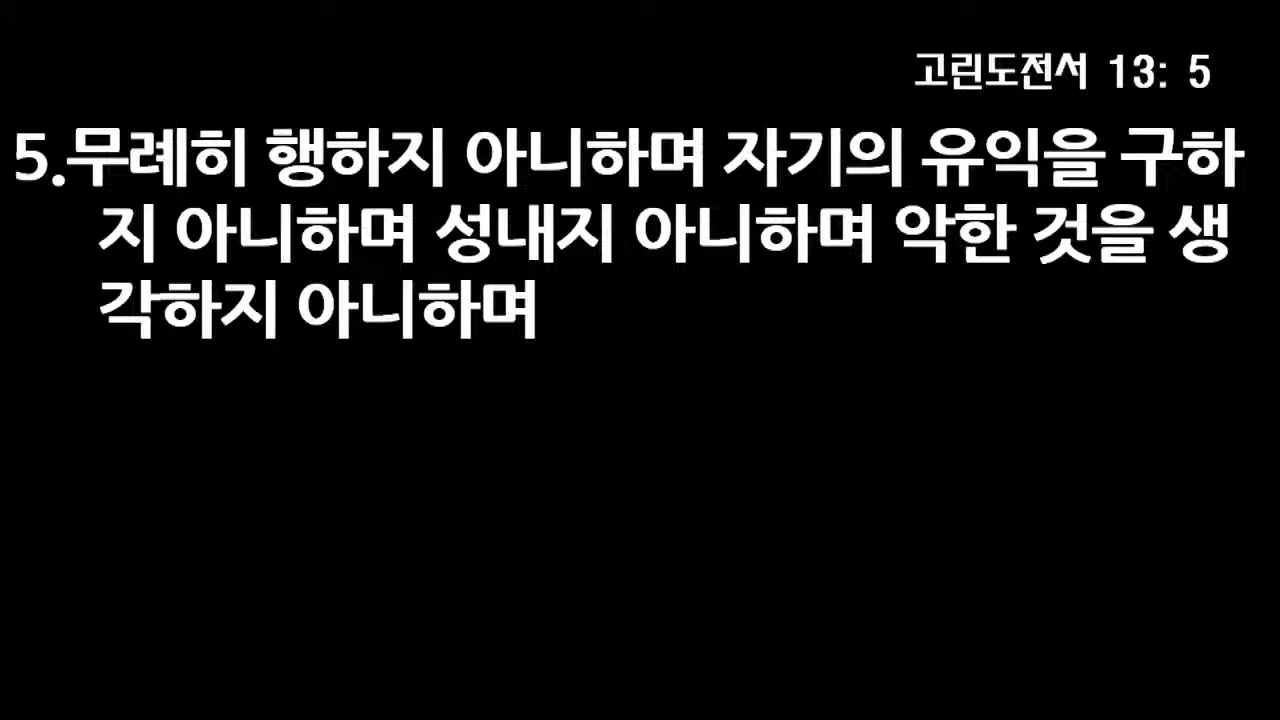 고린도전서 13: 5
5.무례히 행하지 아니하며 자기의 유익을 구하
지 아니하며 성내지 아니하며 악한 것을 생
각하지 아니하며